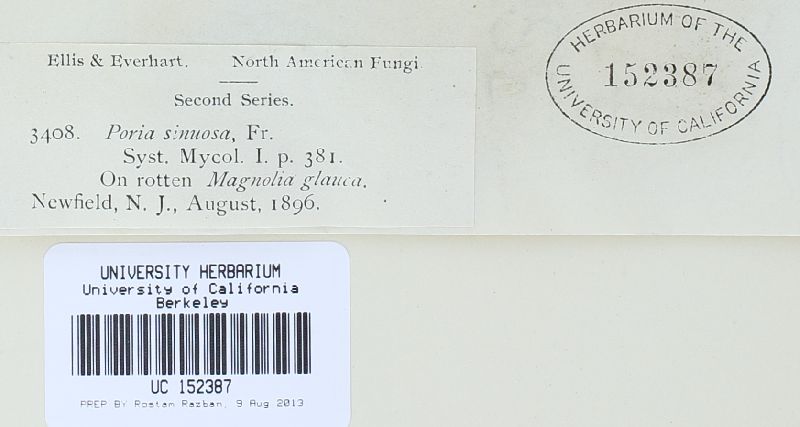 Ellis & Everhart. North American Fungi.
Second Series.
3408. Poria sinuosa, Fr.
Syst. Mycol. I. p. 381.
On rotten Magnolia glauca.
Newfield, N. J., August, 1896.
HERBARIUM OF THE
152387
UNIVERSITY OF CALIFORNIA
UNIVERSITY HERBARIUM
University of California
Berkeley
UC 152387
PREP BY Rostam Razban, 9 Aug 2013